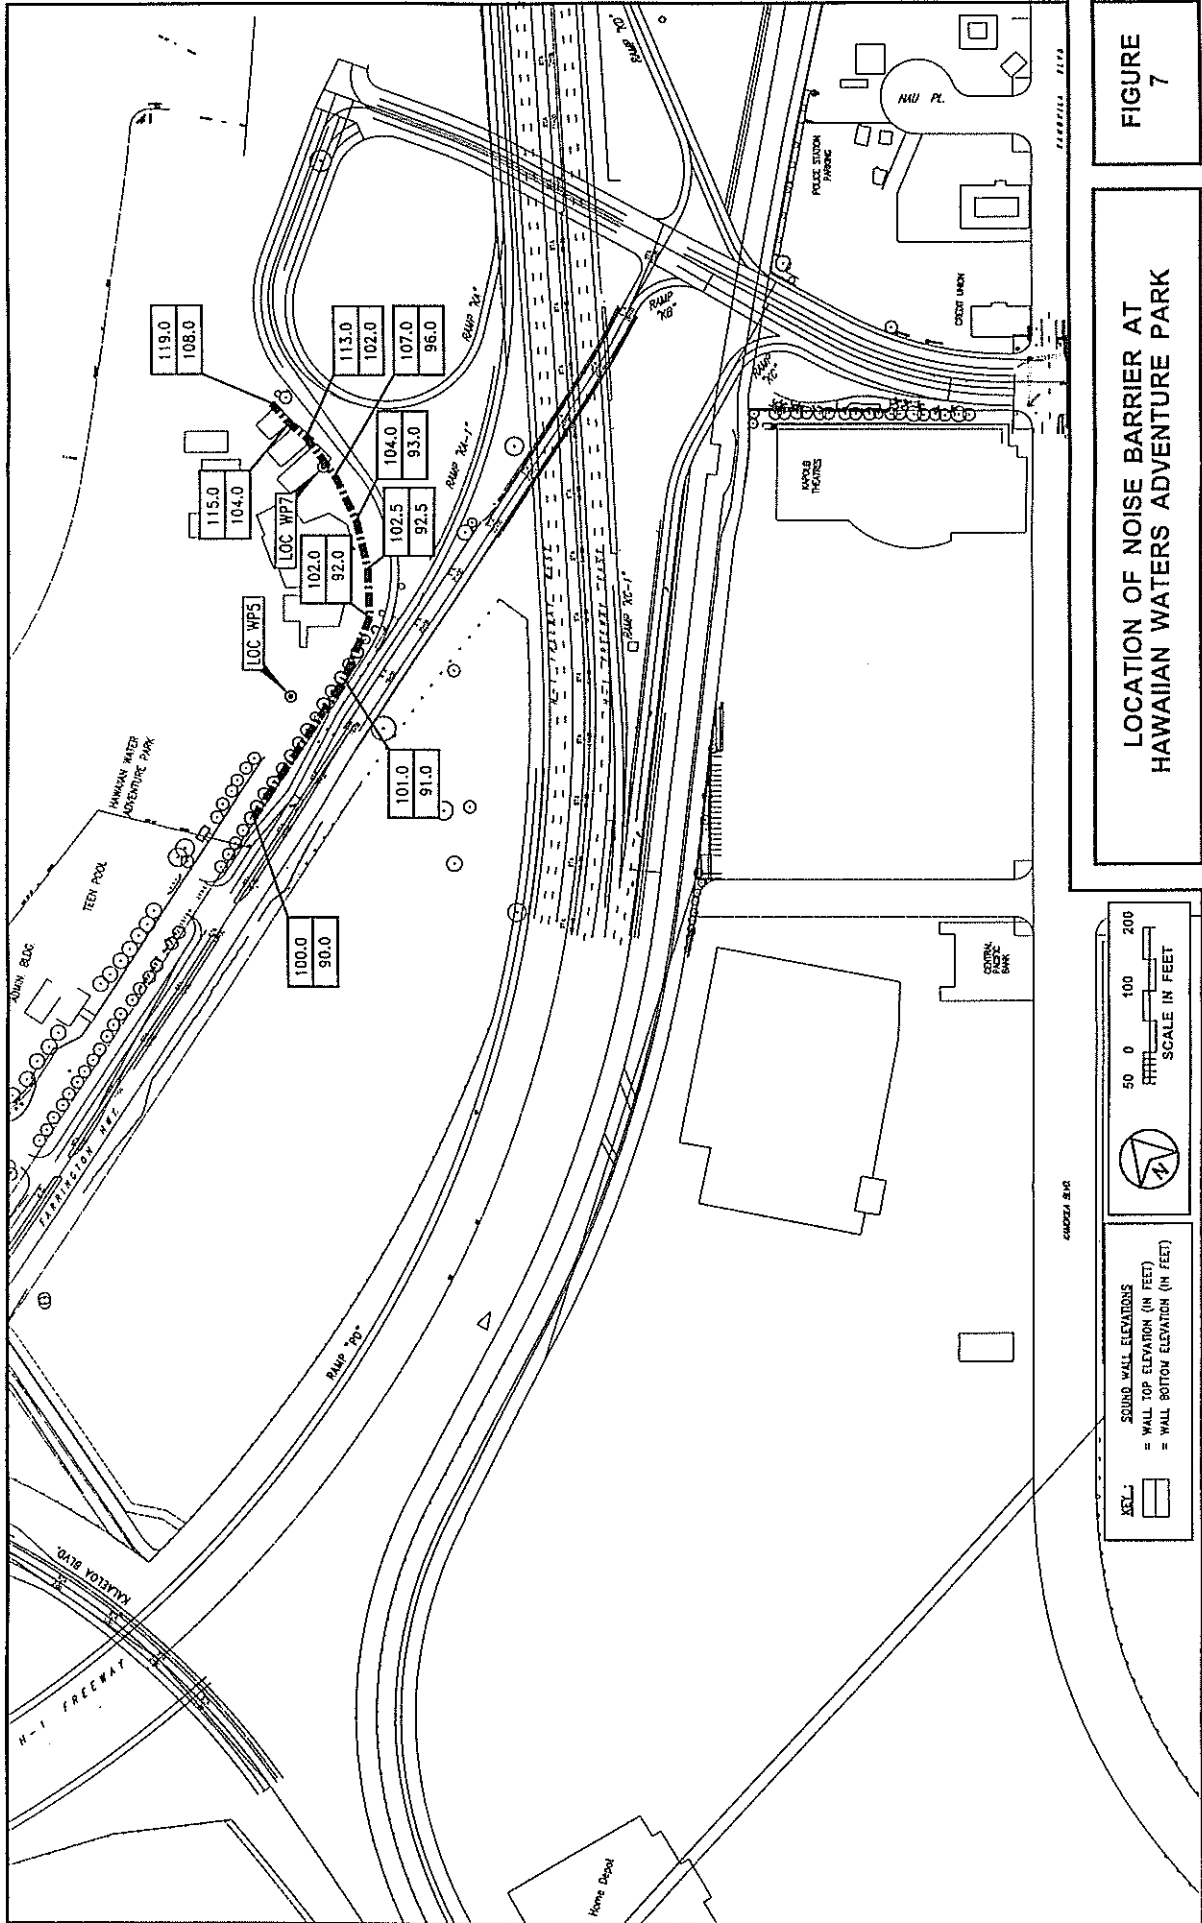 FIGURE
7
LOCATION OF NOISE BARRIER AT
HAWAIIAN WATERS ADVENTURE PARK
50 0 100 200
SCALE IN FEET
N
KEY:
SOUND WALL ELEVATIONS
= WALL TOP ELEVATION (IN FEET)
= WALL BOTTOM ELEVATION (IN FEET)
119.0
108.0
115.0
104.0
113.0
102.0
107.0
96.0
104.0
93.0
102.5
92.5
102.0
92.0
101.0
91.0
100.0
90.0
LOC WP7
LOC WP5
HAWAIIAN WATER
ADVENTURE PARK
TEEN POOL
ADMIN BLDG.
FARRINGTON HWY.
RAMP "KA"
RAMP "KA-1"
RAMP "KB"
RAMP "KC"
RAMP "KC-1"
RAMP "KD"
RAMP "PD"
H-1 FREEWAY
KALAELOA BLVD.
NAU PL.
POLICE STATION
PARKING
CREDIT UNION
KAPOLEI
THEATRES
CENTRAL
PACIFIC
BANK
Home Depot